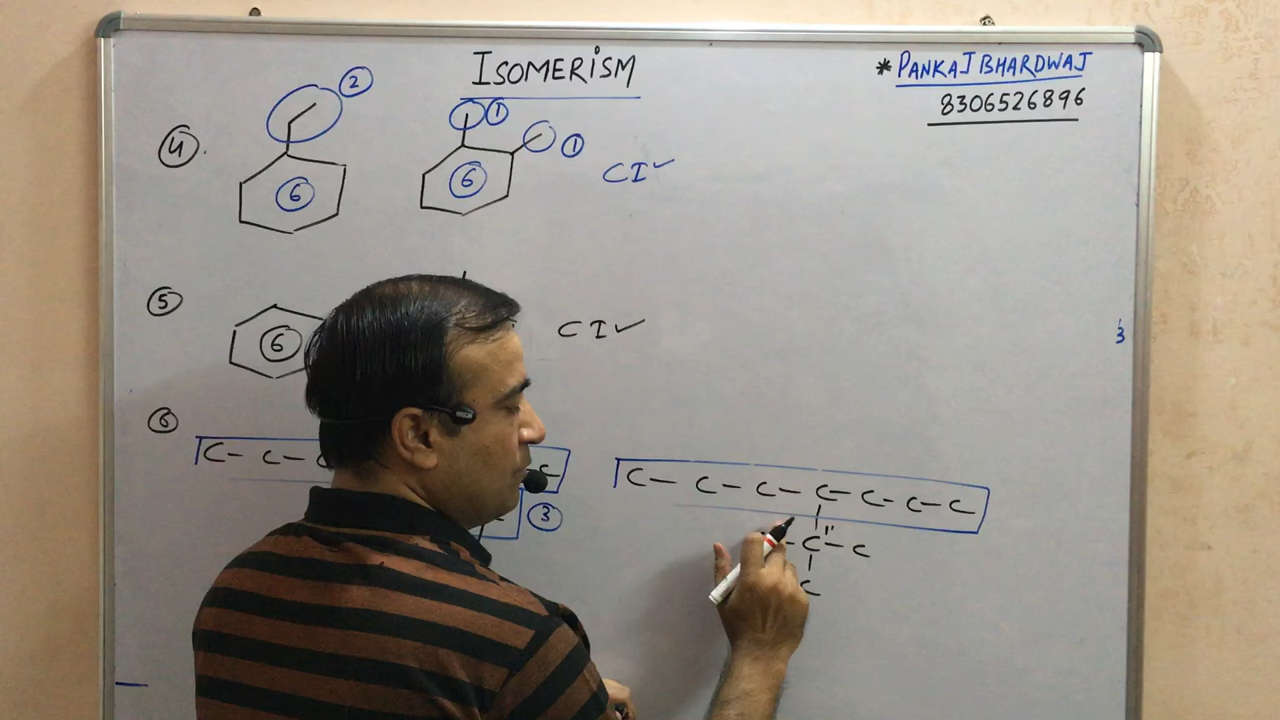 ISOMERISM
* PANKAJ BHARDWAJ
8306526896
4.
2
6
1
1
6
CI ✓
5
6
CI ✓
6
C- C- C
C
3
C- C- C- C- C- C- C
- C" - C
C
3